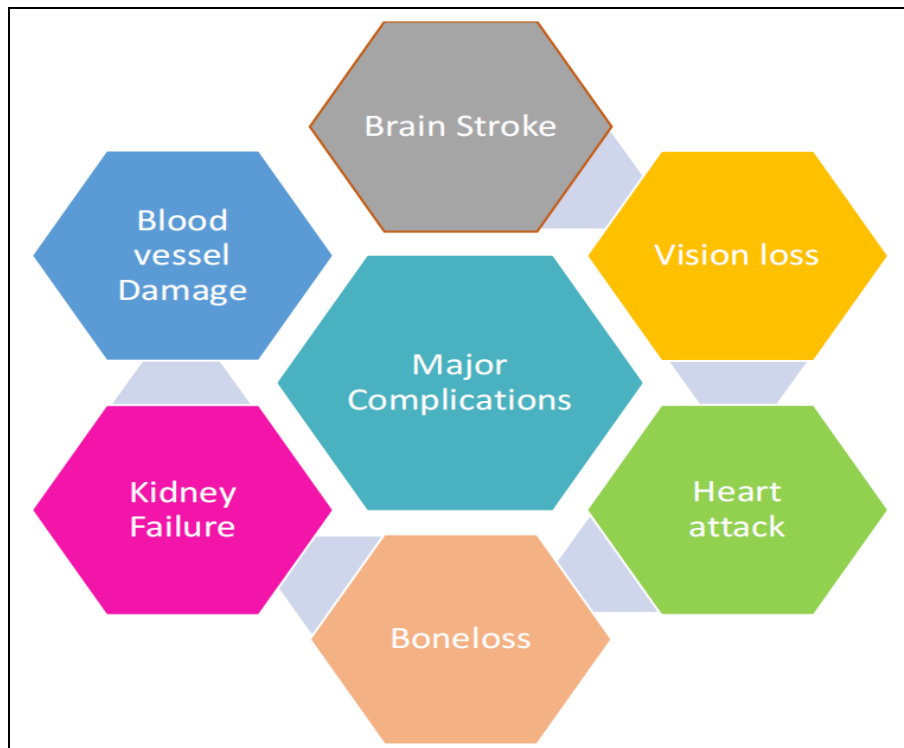 Brain Stroke
Blood
vessel
Damage
Vision loss
Major
Complications
Kidney
Failure
Heart
attack
Boneloss